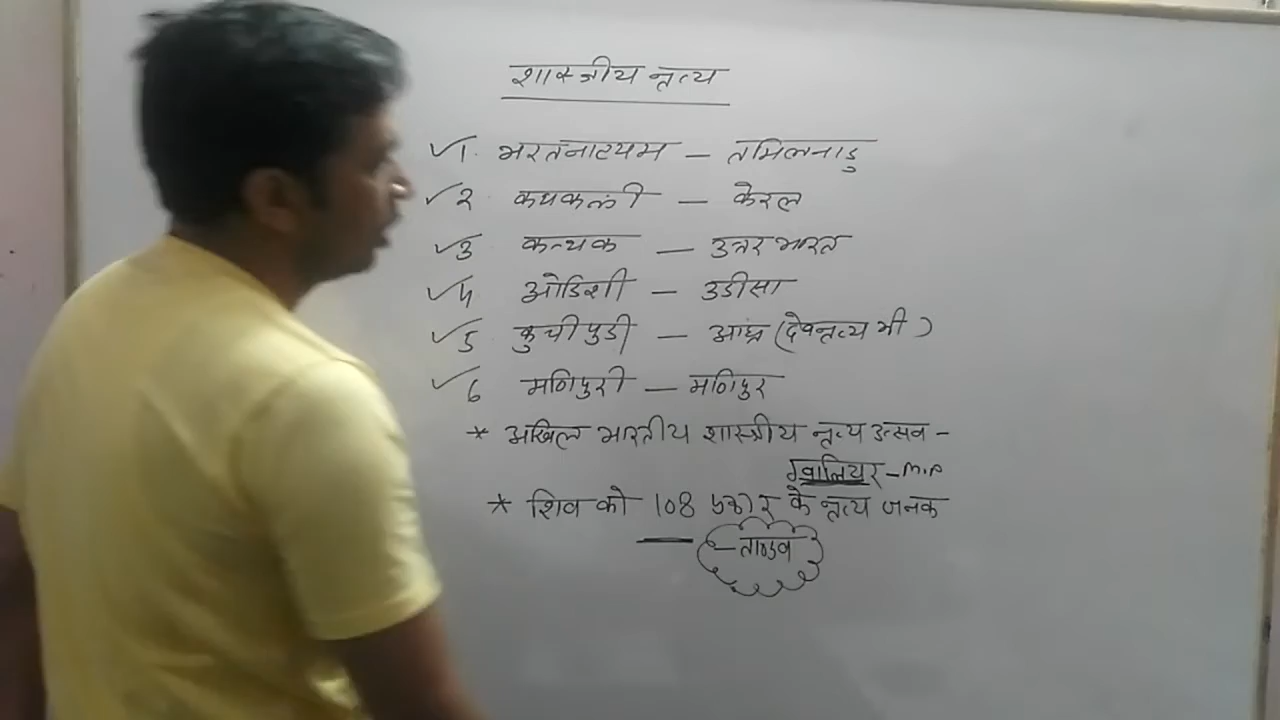 शास्त्रीय नृत्य
✓1. भरतनाट्यम – तमिलनाडु
✓2. कथकली – केरल
✓3 कत्थक – उत्तर भारत
✓4 ओडिशी – उडीसा
✓5. कुचीपुडी – आंध्र (देवनृत्य भी)
✓6 मणिपुरी – मणिपुर
* अखिल भारतीय शास्त्रीय नृत्य उत्सव –
ग्वालियर – M.P
* शिव को 108 प्रकार के नृत्य जनक
– ताण्डव